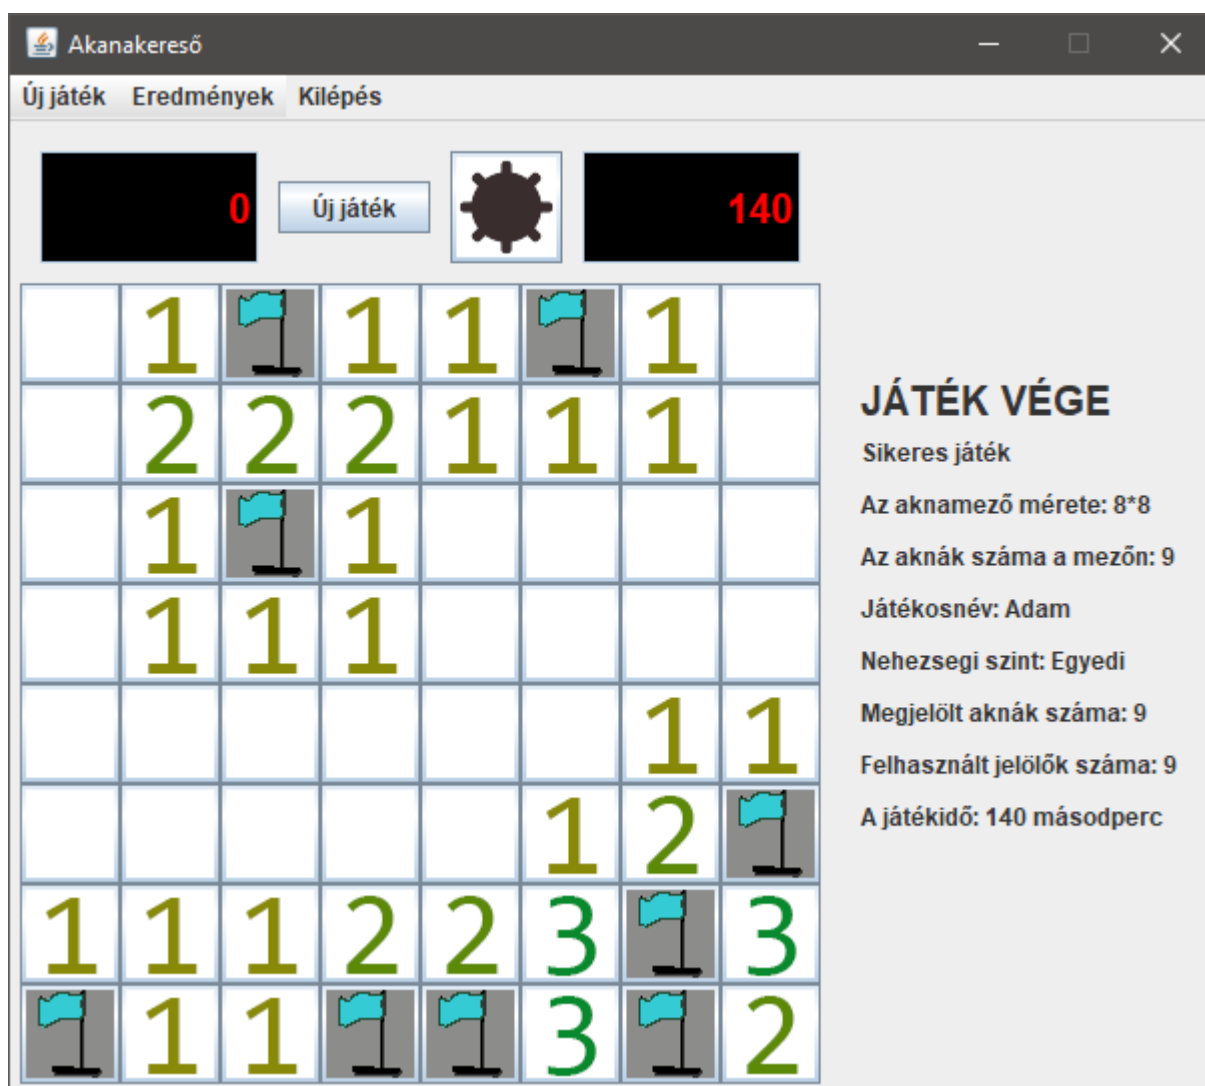 Akanakereső
Új játék Eredmények Kilépés
0 Új játék 140
1 1 1 1
2 2 2 1 1 1
1 1
1 1 1
1 1
1 2
1 1 1 2 2 3 3
1 1 3 2
JÁTÉK VÉGE
Sikeres játék
Az aknamező mérete: 8*8
Az aknák száma a mezőn: 9
Játékosnév: Adam
Nehezsegi szint: Egyedi
Megjelölt aknák száma: 9
Felhasznált jelölők száma: 9
A játékidő: 140 másodperc